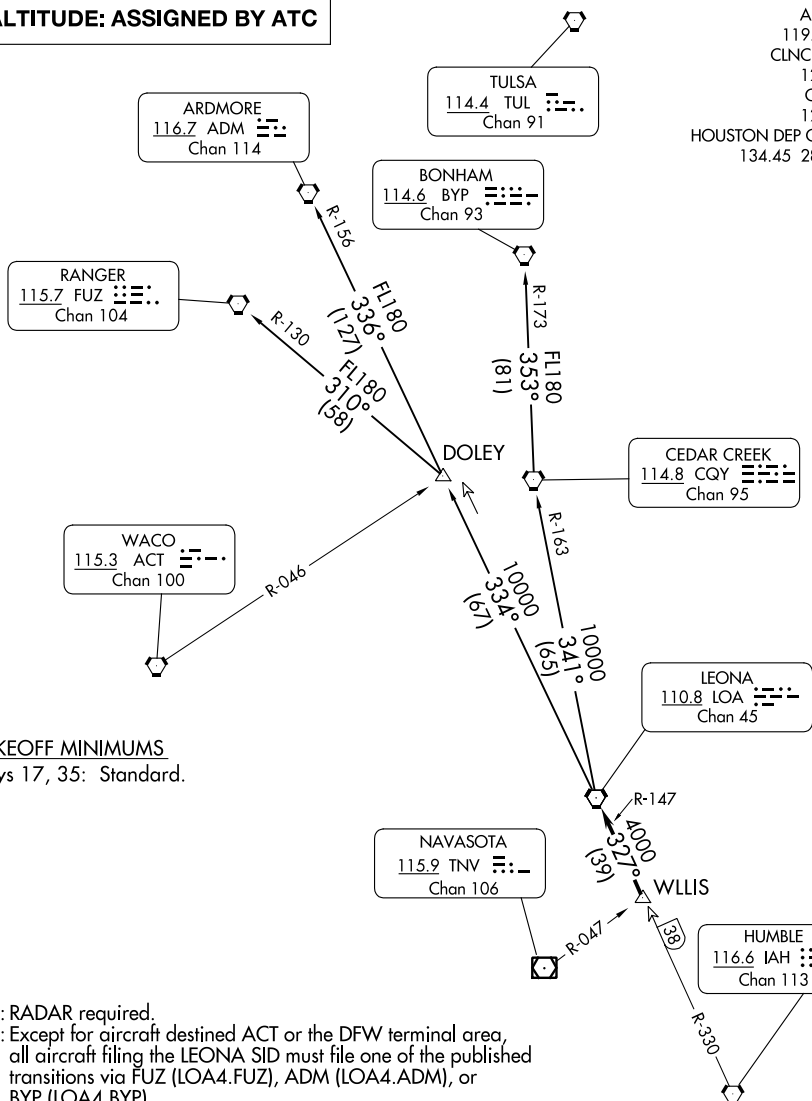 ALTITUDE: ASSIGNED BY ATC
119.
CLNC
HOUSTON DEP
134.45
TULSA
114.4 TUL
Chan 91
ARDMORE
116.7 ADM
Chan 114
BONHAM
114.6 BYP
Chan 93
R-156
RANGER
115.7 FUZ
Chan 104
R-130
R-173
FL180
336°
(127)
FL180
310°
(58)
FL180
353°
(81)
DOLEY
CEDAR CREEK
114.8 CQY
Chan 95
R-163
WACO
115.3 ACT
Chan 100
R-046
10000
334°
(67)
10000
341°
(65)
LEONA
110.8 LOA
Chan 45
KEOFF MINIMUMS
ys 17, 35: Standard.
R-147
4000
327°
(39)
NAVASOTA
115.9 TNV
Chan 106
WLLIS
R-047
38
HUMBLE
116.6 IAH
Chan 113
R-330
: RADAR required.
: Except for aircraft destined ACT or the DFW terminal area,
all aircraft filing the LEONA SID must file one of the published
transitions via FUZ (LOA4.FUZ), ADM (LOA4.ADM), or
BYP (LOA4.BYP)